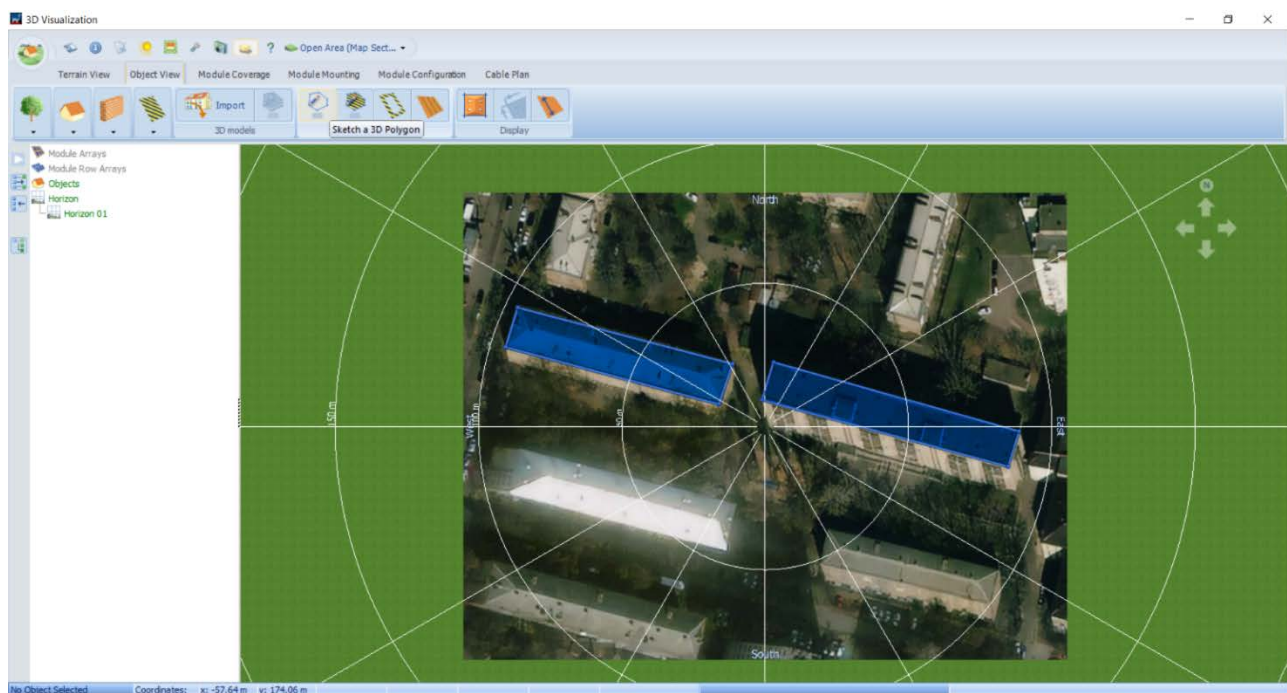 3D Visualization
? Open Area (Map Sect...
Terrain View Object View Module Coverage Module Mounting Module Configuration Cable Plan
Import
3D models Sketch a 3D Polygon Display
Module Arrays
Module Row Arrays
Objects
Horizon
Horizon 01
N
North
150 m
West
100 m
East
South
No Object Selected Coordinates: x: -57.64 m y: 174.06 m